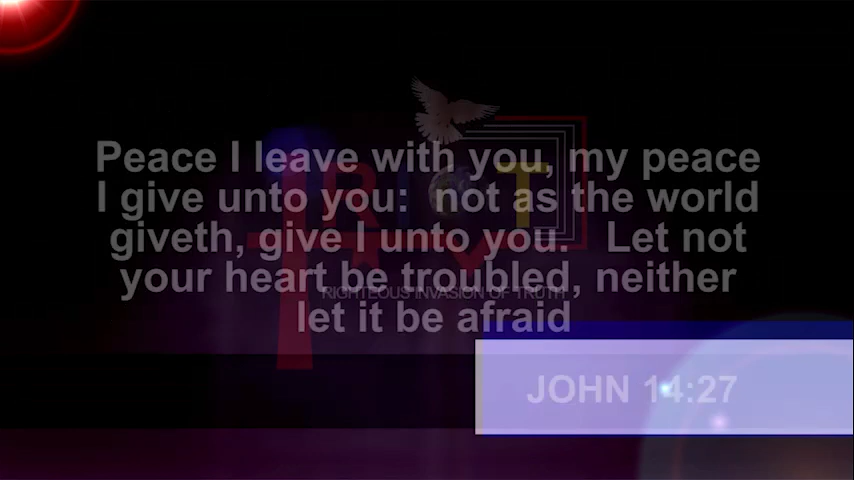 Peace I leave with you, my peace
I give unto you: not as the world
giveth, give I unto you. Let not
your heart be troubled, neither
let it be afraid
RIOT
RIGHTEOUS INVASION OF TRUTH
JOHN 14:27